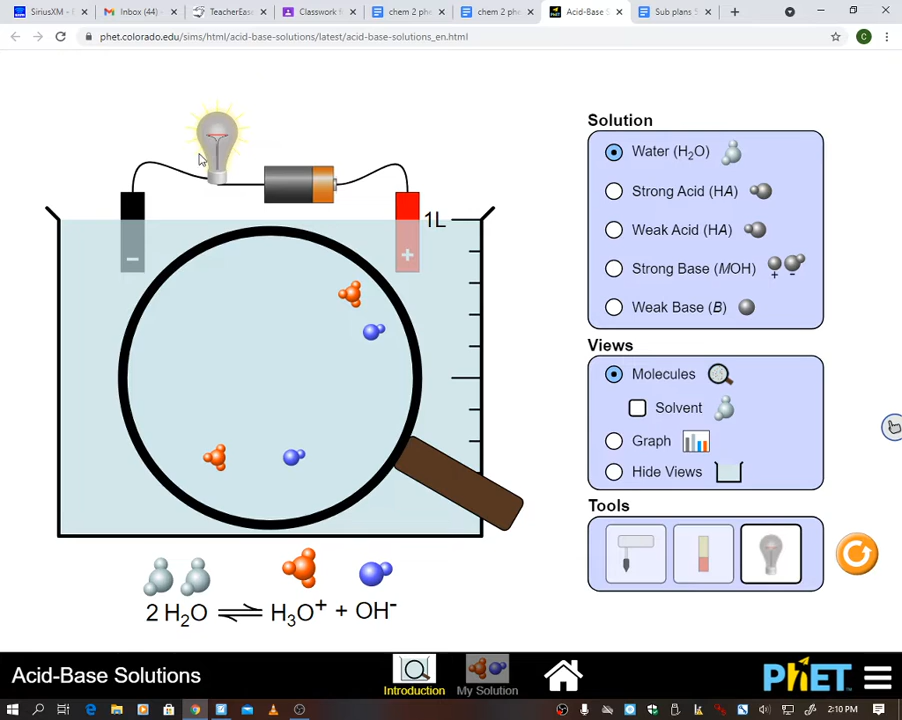 SiriusXM - P
Inbox (44) -
TeacherEase
Classwork f
chem 2 pha
chem 2 pha
Acid-Base S
Sub plans S
phet.colorado.edu/sims/html/acid-base-solutions/latest/acid-base-solutions_en.html
C
1L
−
+
Solution
Water (H₂O)
Strong Acid (HA)
Weak Acid (HA)
Strong Base (MOH)
+ -
Weak Base (B)
Views
Molecules
Solvent
Graph
Hide Views
Tools
2 H₂O ⇌ H₃O⁺ + OH⁻
Acid-Base Solutions
Introduction
My Solution
PhET
2:10 PM